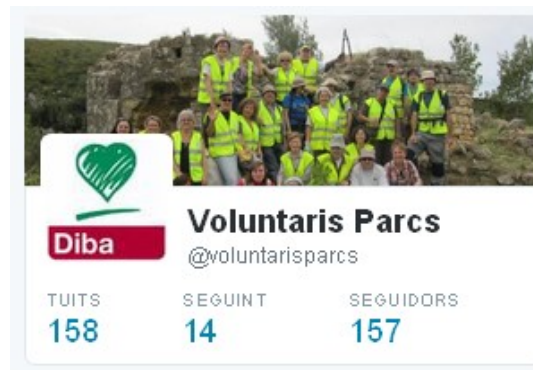 Diba
Voluntaris Parcs
@voluntarisparcs
TUITS SEGUINT SEGUIDORS
158 14 157